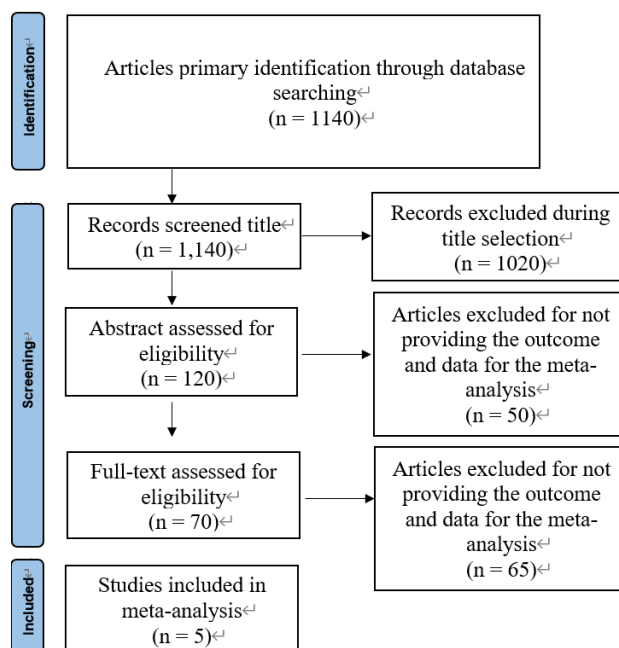 Identification↵
Articles primary identification through database
searching↵
(n = 1140)↵
Screening↵
Records screened title↵
(n = 1,140)↵
Records excluded during
title selection↵
(n = 1020)↵
Abstract assessed for
eligibility↵
(n = 120)↵
Articles excluded for not
providing the outcome
and data for the meta-
analysis↵
(n = 50)↵
Full-text assessed for
eligibility↵
(n = 70)↵
Articles excluded for not
providing the outcome
and data for the meta-
analysis↵
(n = 65)↵
Included↵
Studies included in
meta-analysis↵
(n = 5)↵